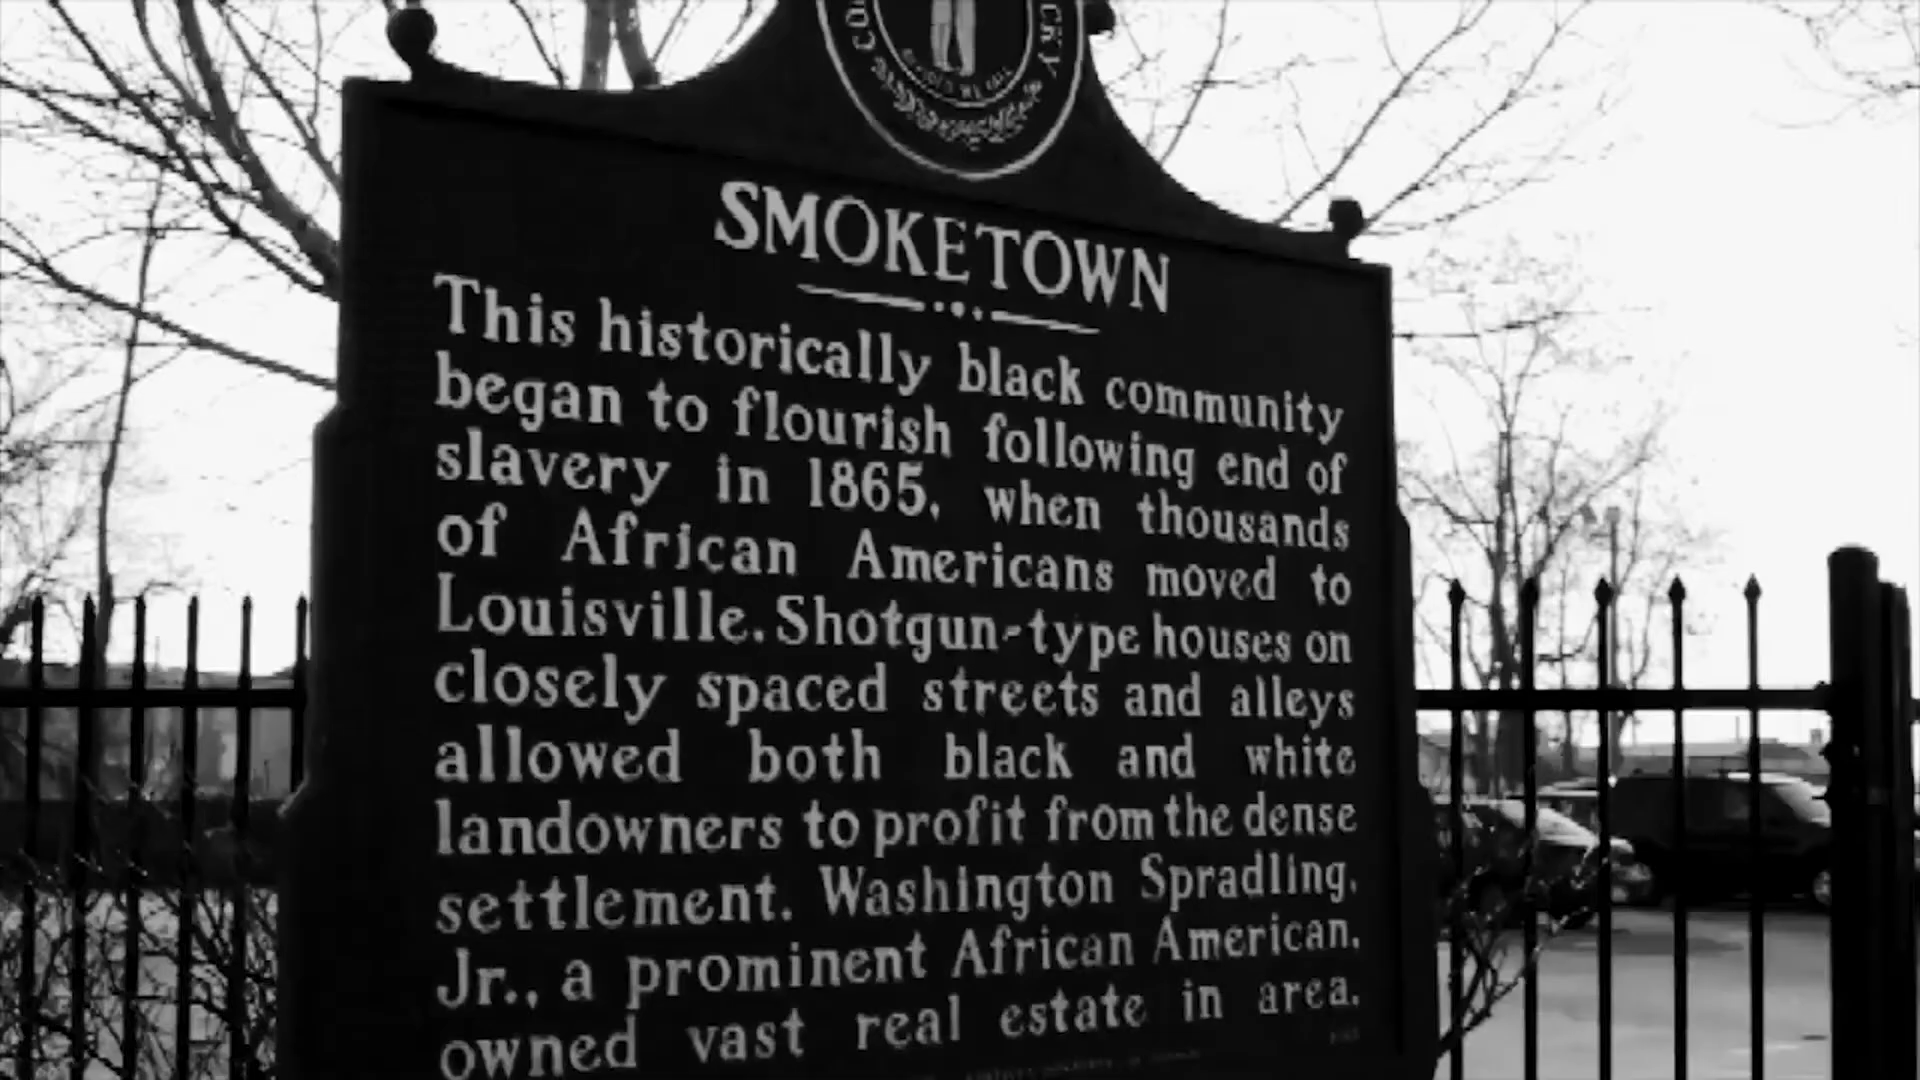 SMOKETOWN
This historically black community
began to flourish following end of
slavery in 1865, when thousands
of African Americans moved to
Louisville. Shotgun-type houses on
closely spaced streets and alleys
allowed both black and white
landowners to profit from the dense
settlement. Washington Spradling,
Jr., a prominent African American,
owned vast real estate in area.